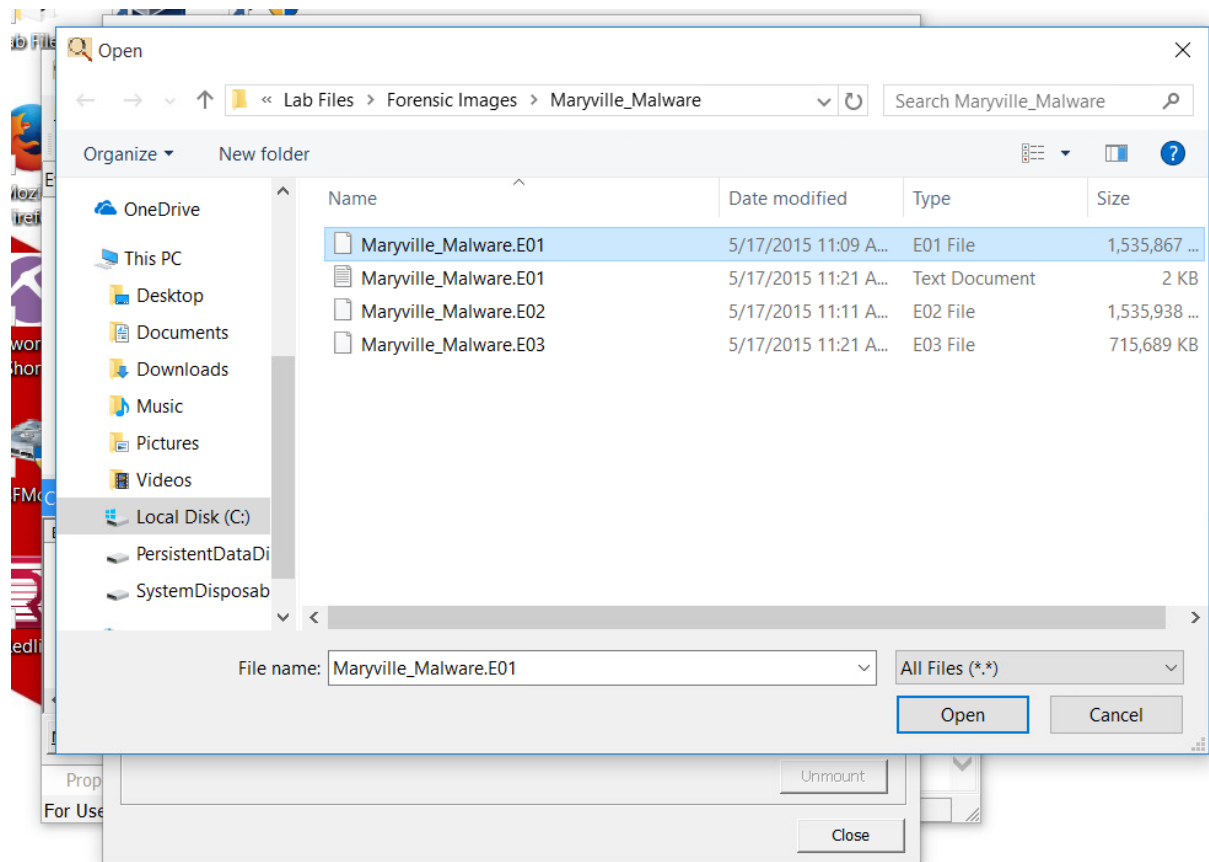 Open
« Lab Files > Forensic Images > Maryville_Malware
Search Maryville_Malware
Organize
New folder
OneDrive
This PC
Desktop
Documents
Downloads
Music
Pictures
Videos
Local Disk (C:)
PersistentDataDi
SystemDisposab
Name Date modified Type Size
Maryville_Malware.E01 5/17/2015 11:09 A... E01 File 1,535,867 ...
Maryville_Malware.E01 5/17/2015 11:21 A... Text Document 2 KB
Maryville_Malware.E02 5/17/2015 11:11 A... E02 File 1,535,938 ...
Maryville_Malware.E03 5/17/2015 11:21 A... E03 File 715,689 KB
File name: Maryville_Malware.E01 All Files (*.*)
Open Cancel
Unmount
Prop
For Use
Close